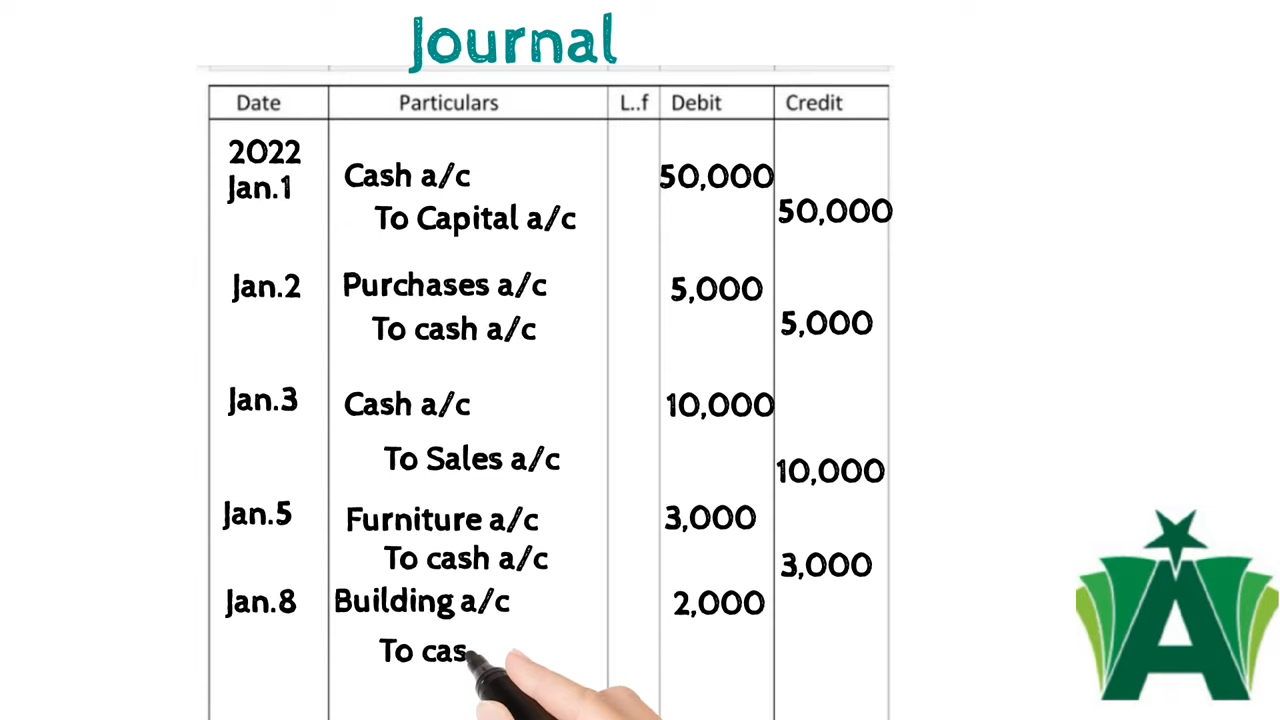 Journal
Date Particulars L..f Debit Credit
2022
Jan.1 Cash a/c 50,000
To Capital a/c 50,000
Jan.2 Purchases a/c 5,000
To cash a/c 5,000
Jan.3 Cash a/c 10,000
To Sales a/c 10,000
Jan.5 Furniture a/c 3,000
To cash a/c 3,000
Jan.8 Building a/c 2,000
To cas
A